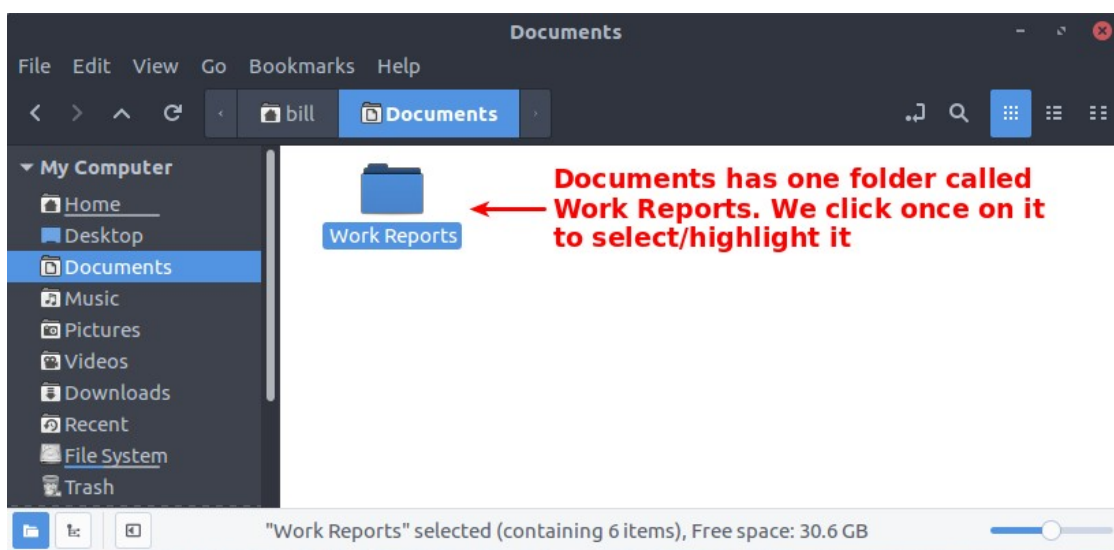 Documents
File Edit View Go Bookmarks Help
bill Documents
My Computer
Home
Desktop
Documents
Music
Pictures
Videos
Downloads
Recent
File System
Trash
Work Reports
Documents has one folder called
Work Reports. We click once on it
to select/highlight it
"Work Reports" selected (containing 6 items), Free space: 30.6 GB